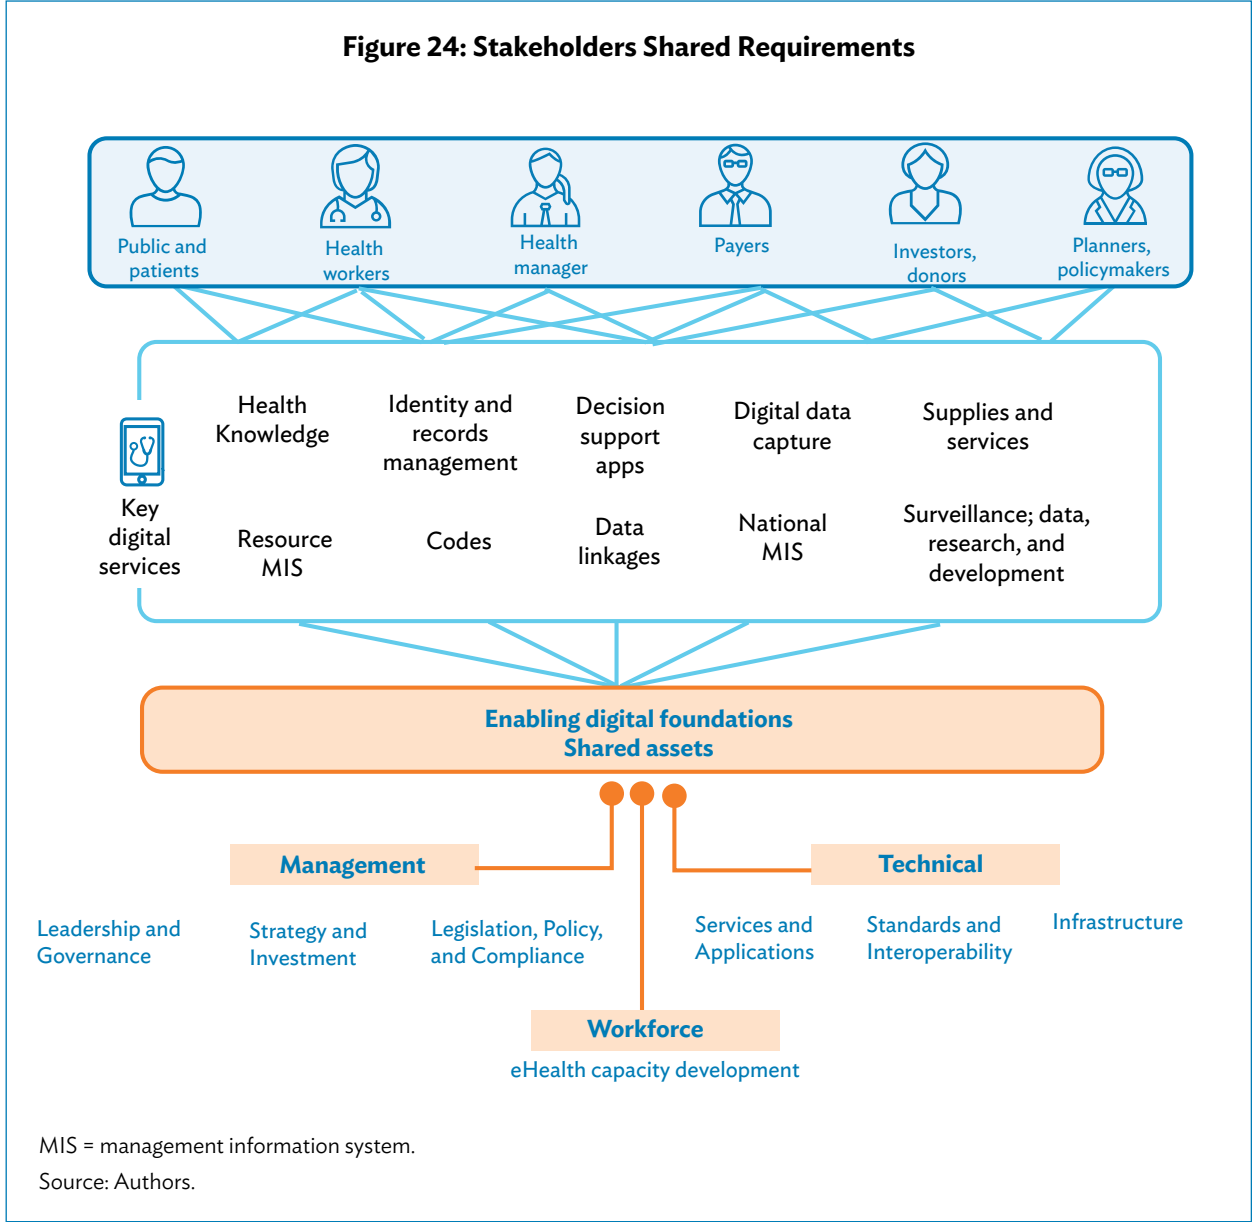 Figure 24: Stakeholders Shared Requirements
Public and
patients
Health
workers
Health
manager
Payers
Investors,
donors
Planners,
policymakers
Key
digital
services
Health
Knowledge
Identity and
records
management
Decision
support
apps
Digital data
capture
Supplies and
services
Resource
MIS
Codes
Data
linkages
National
MIS
Surveillance; data,
research, and
development
Enabling digital foundations
Shared assets
Management
Technical
Leadership and
Governance
Strategy and
Investment
Legislation, Policy,
and Compliance
Services and
Applications
Standards and
Interoperability
Infrastructure
Workforce
eHealth capacity development
MIS = management information system.
Source: Authors.